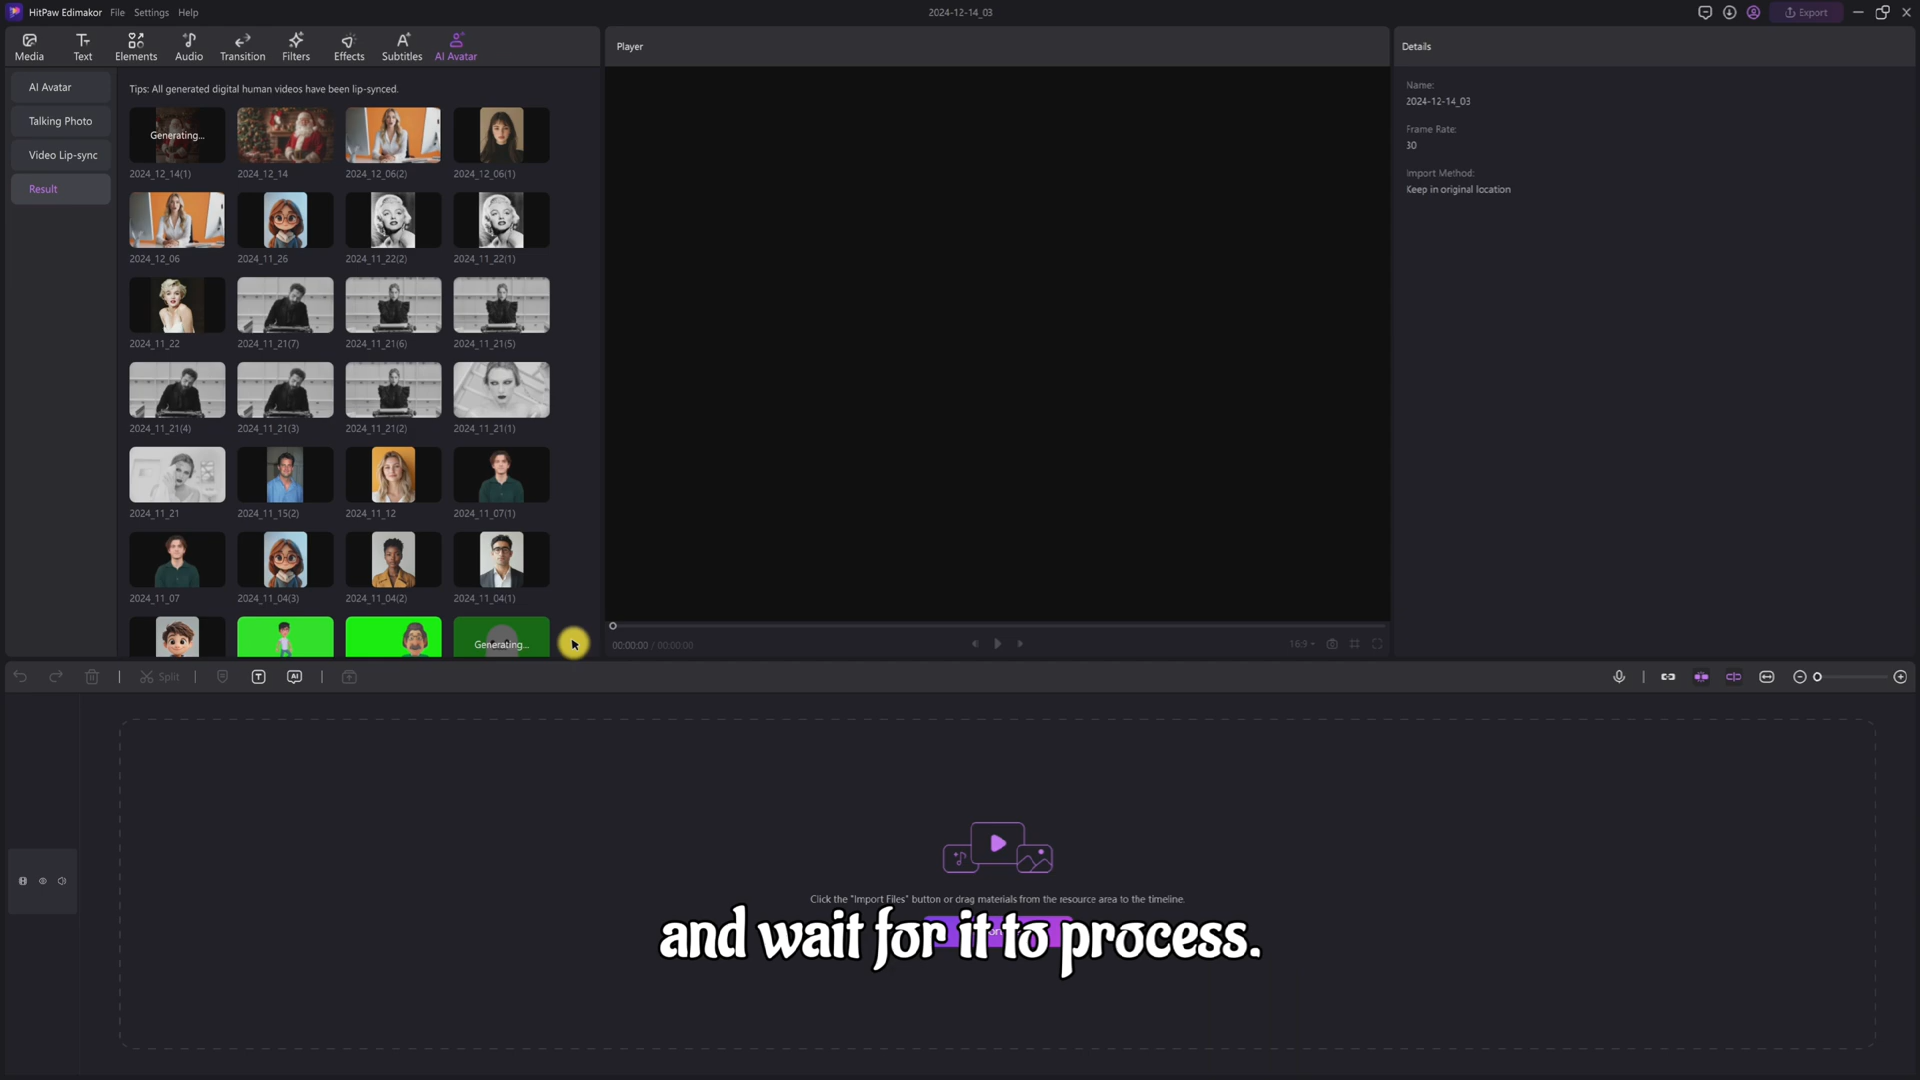 HitPaw Edimakor File Settings Help
2024-12-14_03
Export
Media Text Elements Audio Transition Filters Effects Subtitles AI Avatar
Player
Details
AI Avatar
Talking Photo
Video Lip-sync
Result
Tips: All generated digital human videos have been lip-synced.
Generating...
2024_12_14(1) 2024_12_14 2024_12_06(2) 2024_12_06(1)
2024_12_06 2024_11_26 2024_11_22(2) 2024_11_22(1)
2024_11_22 2024_11_21(7) 2024_11_21(6) 2024_11_21(5)
2024_11_21(4) 2024_11_21(3) 2024_11_21(2) 2024_11_21(1)
2024_11_21 2024_11_15(2) 2024_11_12 2024_11_07(1)
2024_11_07 2024_11_04(3) 2024_11_04(2) 2024_11_04(1)
Generating...
Name:
2024-12-14_03
Frame Rate:
30
Import Method:
Keep in original location
00:00:00 / 00:00:00
16:9
Split
T
AI
Click the "Import Files" button or drag materials from the resource area to the timeline.
and wait for it to process.